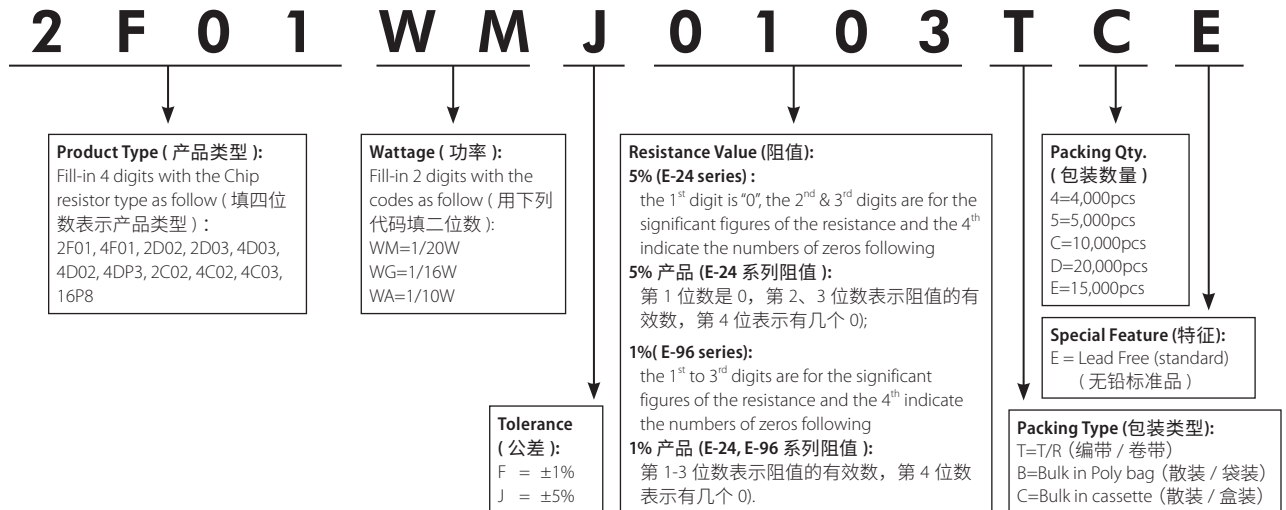 2 F 0 1 W M J 0 1 0 3 T C E
Product Type ( 产品类型 ):
Fill-in 4 digits with the Chip
resistor type as follow ( 填四位
数表示产品类型 ) :
2F01, 4F01, 2D02, 2D03, 4D03,
4D02, 4DP3, 2C02, 4C02, 4C03,
16P8
Wattage ( 功率 ):
Fill-in 2 digits with the
codes as follow ( 用下列
代码填二位数 ):
WM=1/20W
WG=1/16W
WA=1/10W
Tolerance
( 公差 ):
F = ±1%
J = ±5%
Resistance Value (阻值):
5% (E-24 series) :
the 1st digit is "0", the 2nd & 3rd digits are for the
significant figures of the resistance and the 4th
indicate the numbers of zeros following
5% 产品 (E-24 系列阻值 ):
第 1 位数是 0，第 2、3 位数表示阻值的有
效数，第 4 位表示有几个 0);
1%( E-96 series):
the 1st to 3rd digits are for the significant
figures of the resistance and the 4th indicate
the numbers of zeros following
1% 产品 (E-24, E-96 系列阻值 ):
第 1-3 位数表示阻值的有效数，第 4 位数
表示有几个 0).
Packing Qty.
( 包装数量 )
4=4,000pcs
5=5,000pcs
C=10,000pcs
D=20,000pcs
E=15,000pcs
Special Feature (特征):
E = Lead Free (standard)
( 无铅标准品 )
Packing Type (包装类型):
T=T/R（编带 / 卷带）
B=Bulk in Poly bag（散装 / 袋装）
C=Bulk in cassette（散装 / 盒装）